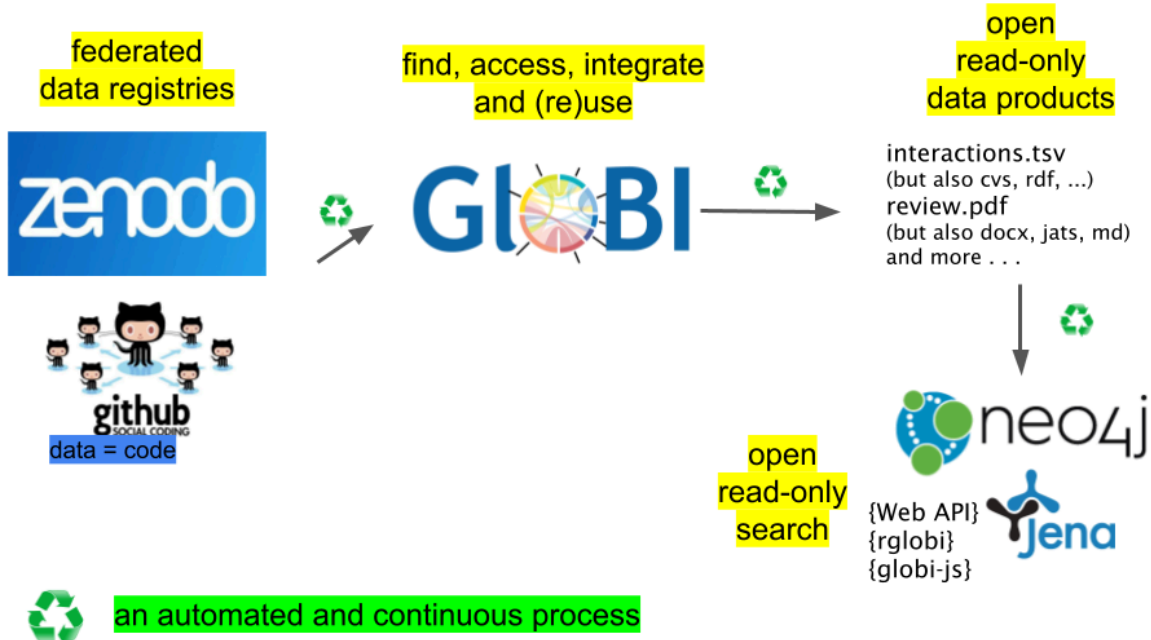 federated
data registries
zenodo
github
SOCIAL CODING
data = code
find, access, integrate
and (re)use
GloBI
open
read-only
data products
interactions.tsv
(but also cvs, rdf, ...)
review.pdf
(but also docx, jats, md)
and more . . .
neo4j
Jena
open
read-only
search
{Web API}
{rglobi}
{globi-js}
an automated and continuous process